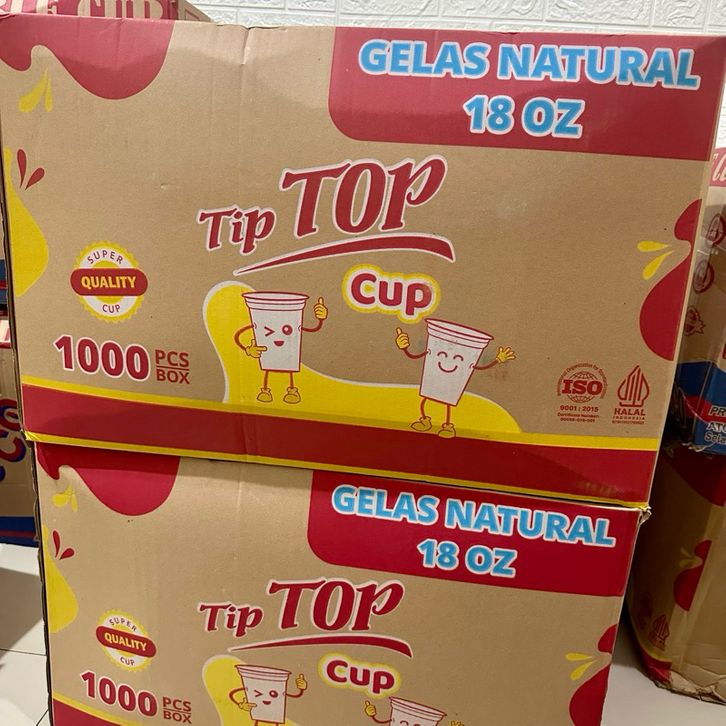 GELAS NATURAL
18 OZ
Tip TOP
Cup
SUPER
QUALITY
CUP
1000 PCS
BOX
ISO
9001 : 2015
HALAL
INDONESIA
GELAS NATURAL
18 OZ
Tip TOP
Cup
SUPER
QUALITY
CUP
1000 PCS
BOX